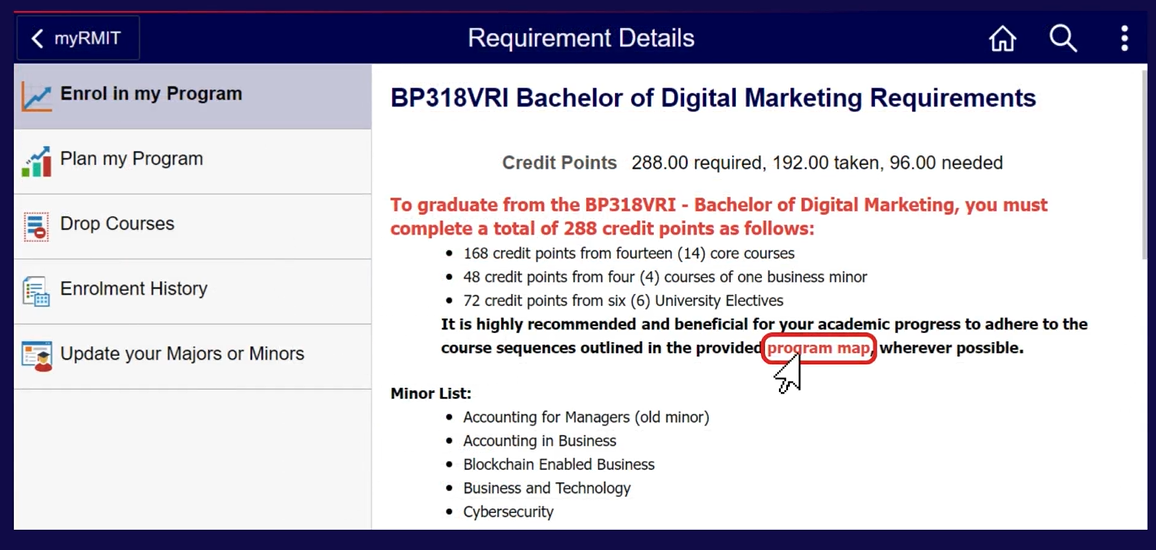 myRMIT
Requirement Details
Enrol in my Program
Plan my Program
Drop Courses
Enrolment History
Update your Majors or Minors
BP318VRI Bachelor of Digital Marketing Requirements
Credit Points 288.00 required, 192.00 taken, 96.00 needed
To graduate from the BP318VRI - Bachelor of Digital Marketing, you must
complete a total of 288 credit points as follows:
• 168 credit points from fourteen (14) core courses
• 48 credit points from four (4) courses of one business minor
• 72 credit points from six (6) University Electives
It is highly recommended and beneficial for your academic progress to adhere to the
course sequences outlined in the provided program map, wherever possible.
Minor List:
• Accounting for Managers (old minor)
• Accounting in Business
• Blockchain Enabled Business
• Business and Technology
• Cybersecurity